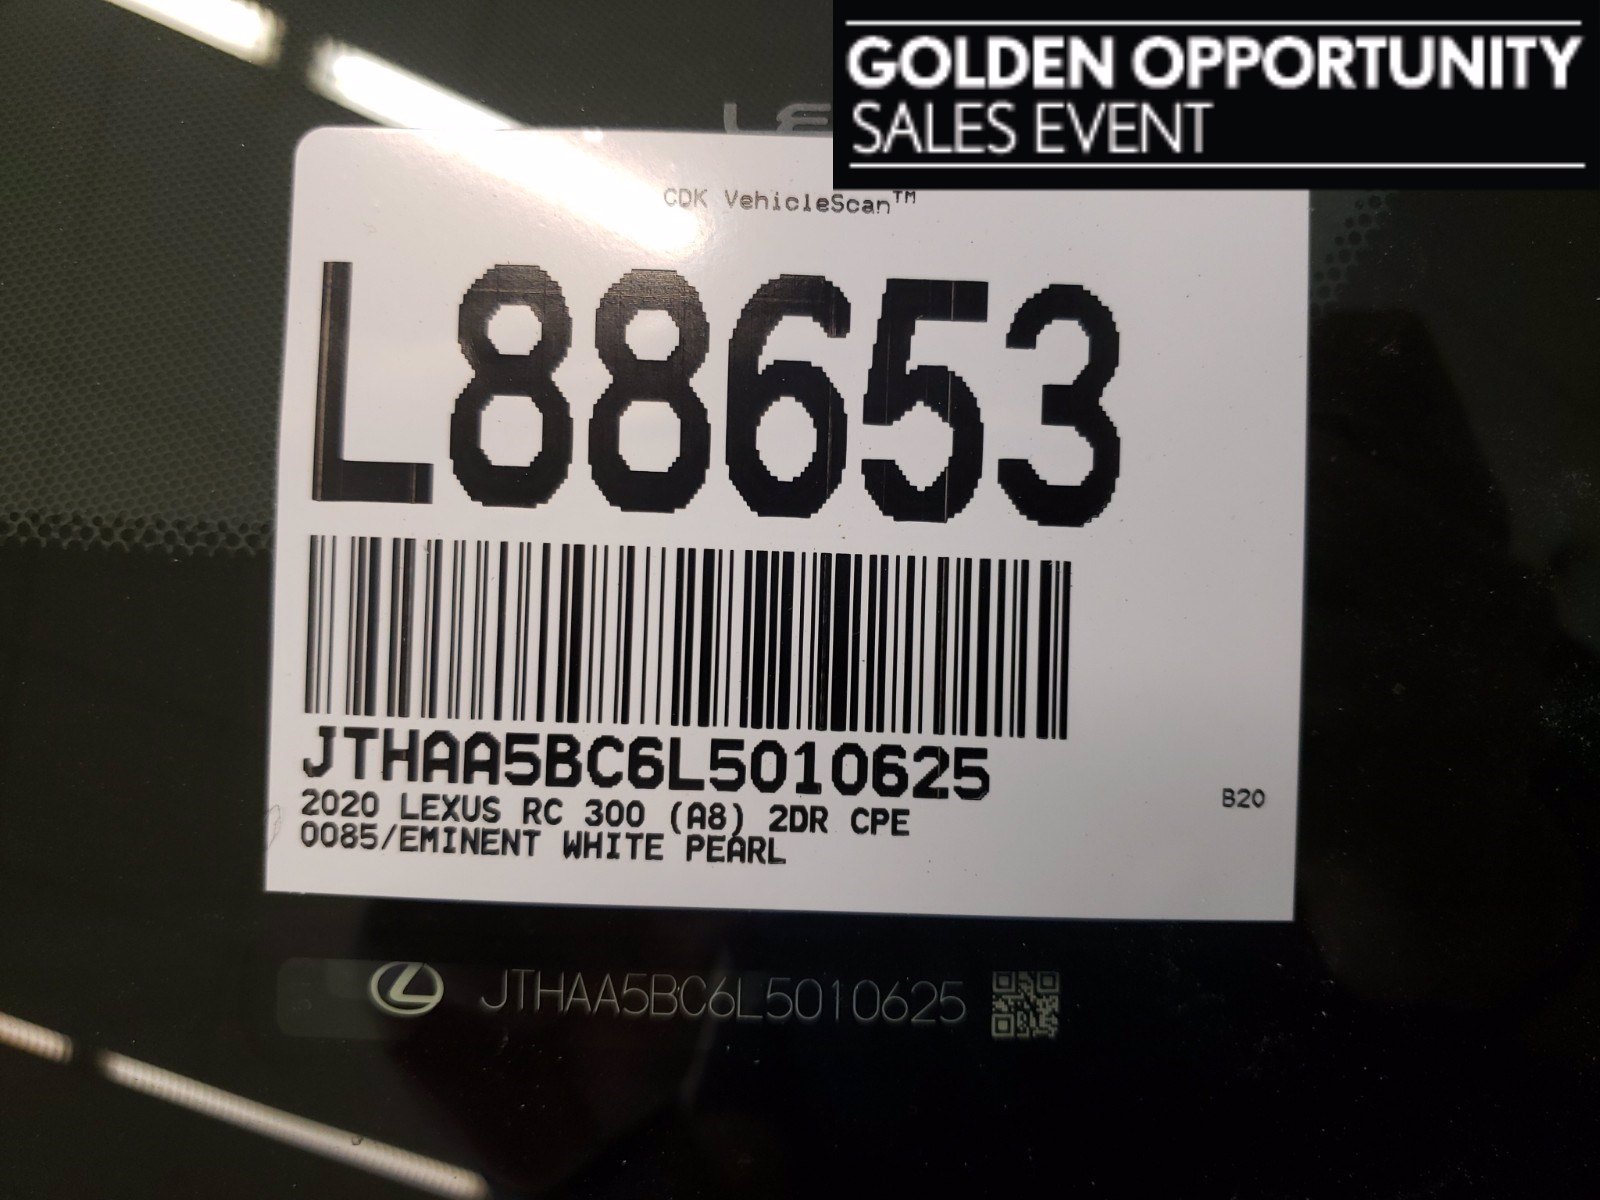 GOLDEN OPPORTUNITY
SALES EVENT
CDK VehicleScan™
L88653
JTHAA5BC6L5010625
2020 LEXUS RC 300 (A8) 2DR CPE
0085/EMINENT WHITE PEARL
B20
JTHAA5BC6L5010625